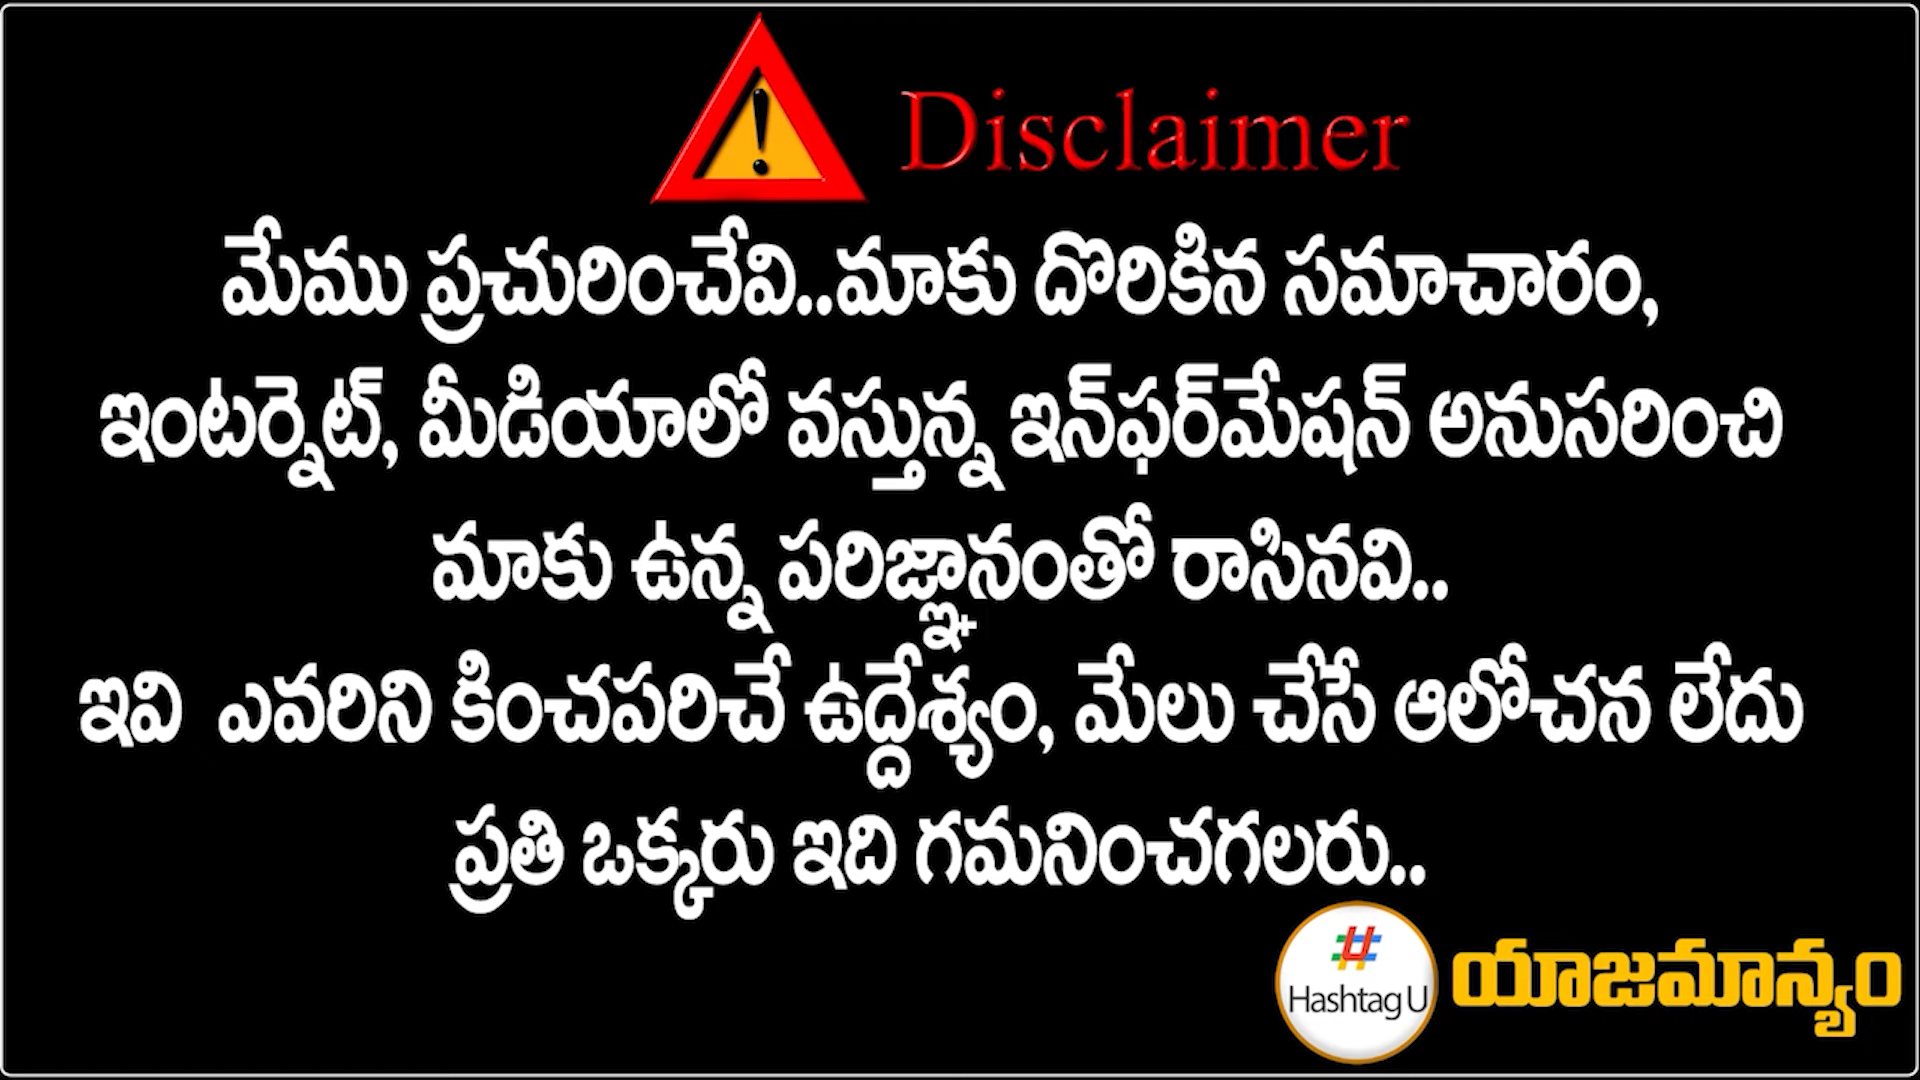 Disclaimer
మేము ప్రచురించేవి..మాకు దొరికిన సమాచారం,
ఇంటర్నెట్, మీడియాలో వస్తున్న ఇన్‌ఫర్‌మేషన్ అనుసరించి
మాకు ఉన్న పరిజ్ఞానంతో రాసినవి..
ఇవి ఎవరిని కించపరిచే ఉద్దేశ్యం, మేలు చేసే ఆలోచన లేదు
ప్రతి ఒక్కరు ఇది గమనించగలరు..
Hashtag U యాజమాన్యం